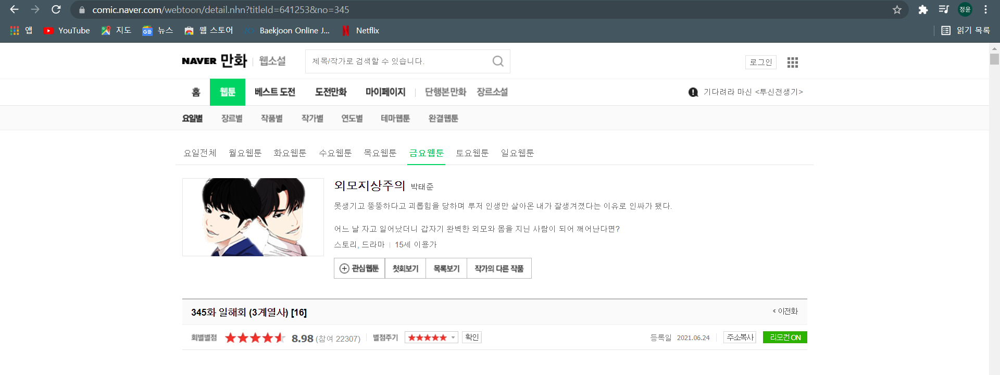 comic.naver.com/webtoon/detail.nhn?titleId=641253&no=345
정윤
앱 YouTube 지도 뉴스 웹 스토어 Baekjoon Online J... Netflix 읽기 목록
NAVER 만화 웹소설 제목/작가로 검색할 수 있습니다. 로그인
홈 웹툰 베스트 도전 도전만화 마이페이지 단행본만화 장르소설 기다려라 마신 <투신전생기>
요일별 장르별 작품별 작가별 연도별 테마웹툰 완결웹툰
요일전체 월요웹툰 화요웹툰 수요웹툰 목요웹툰 금요웹툰 토요웹툰 일요웹툰
외모지상주의 박태준
못생기고 뚱뚱하다고 괴롭힘을 당하며 루저 인생만 살아온 내가 잘생겨졌다는 이유로 인싸가 됐다.
어느 날 자고 일어났더니 갑자기 완벽한 외모와 몸을 지닌 사람이 되어 깨어난다면?
스토리, 드라마 15세 이용가
관심웹툰 첫회보기 목록보기 작가의 다른 작품
345화 일해회 (3계열사) [16] 이전화
회별별점 8.98 (참여 22307) 별점주기 확인 등록일 2021.06.24 주소복사 리모컨 ON